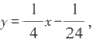 y = 1/4 x − 1/24 ,